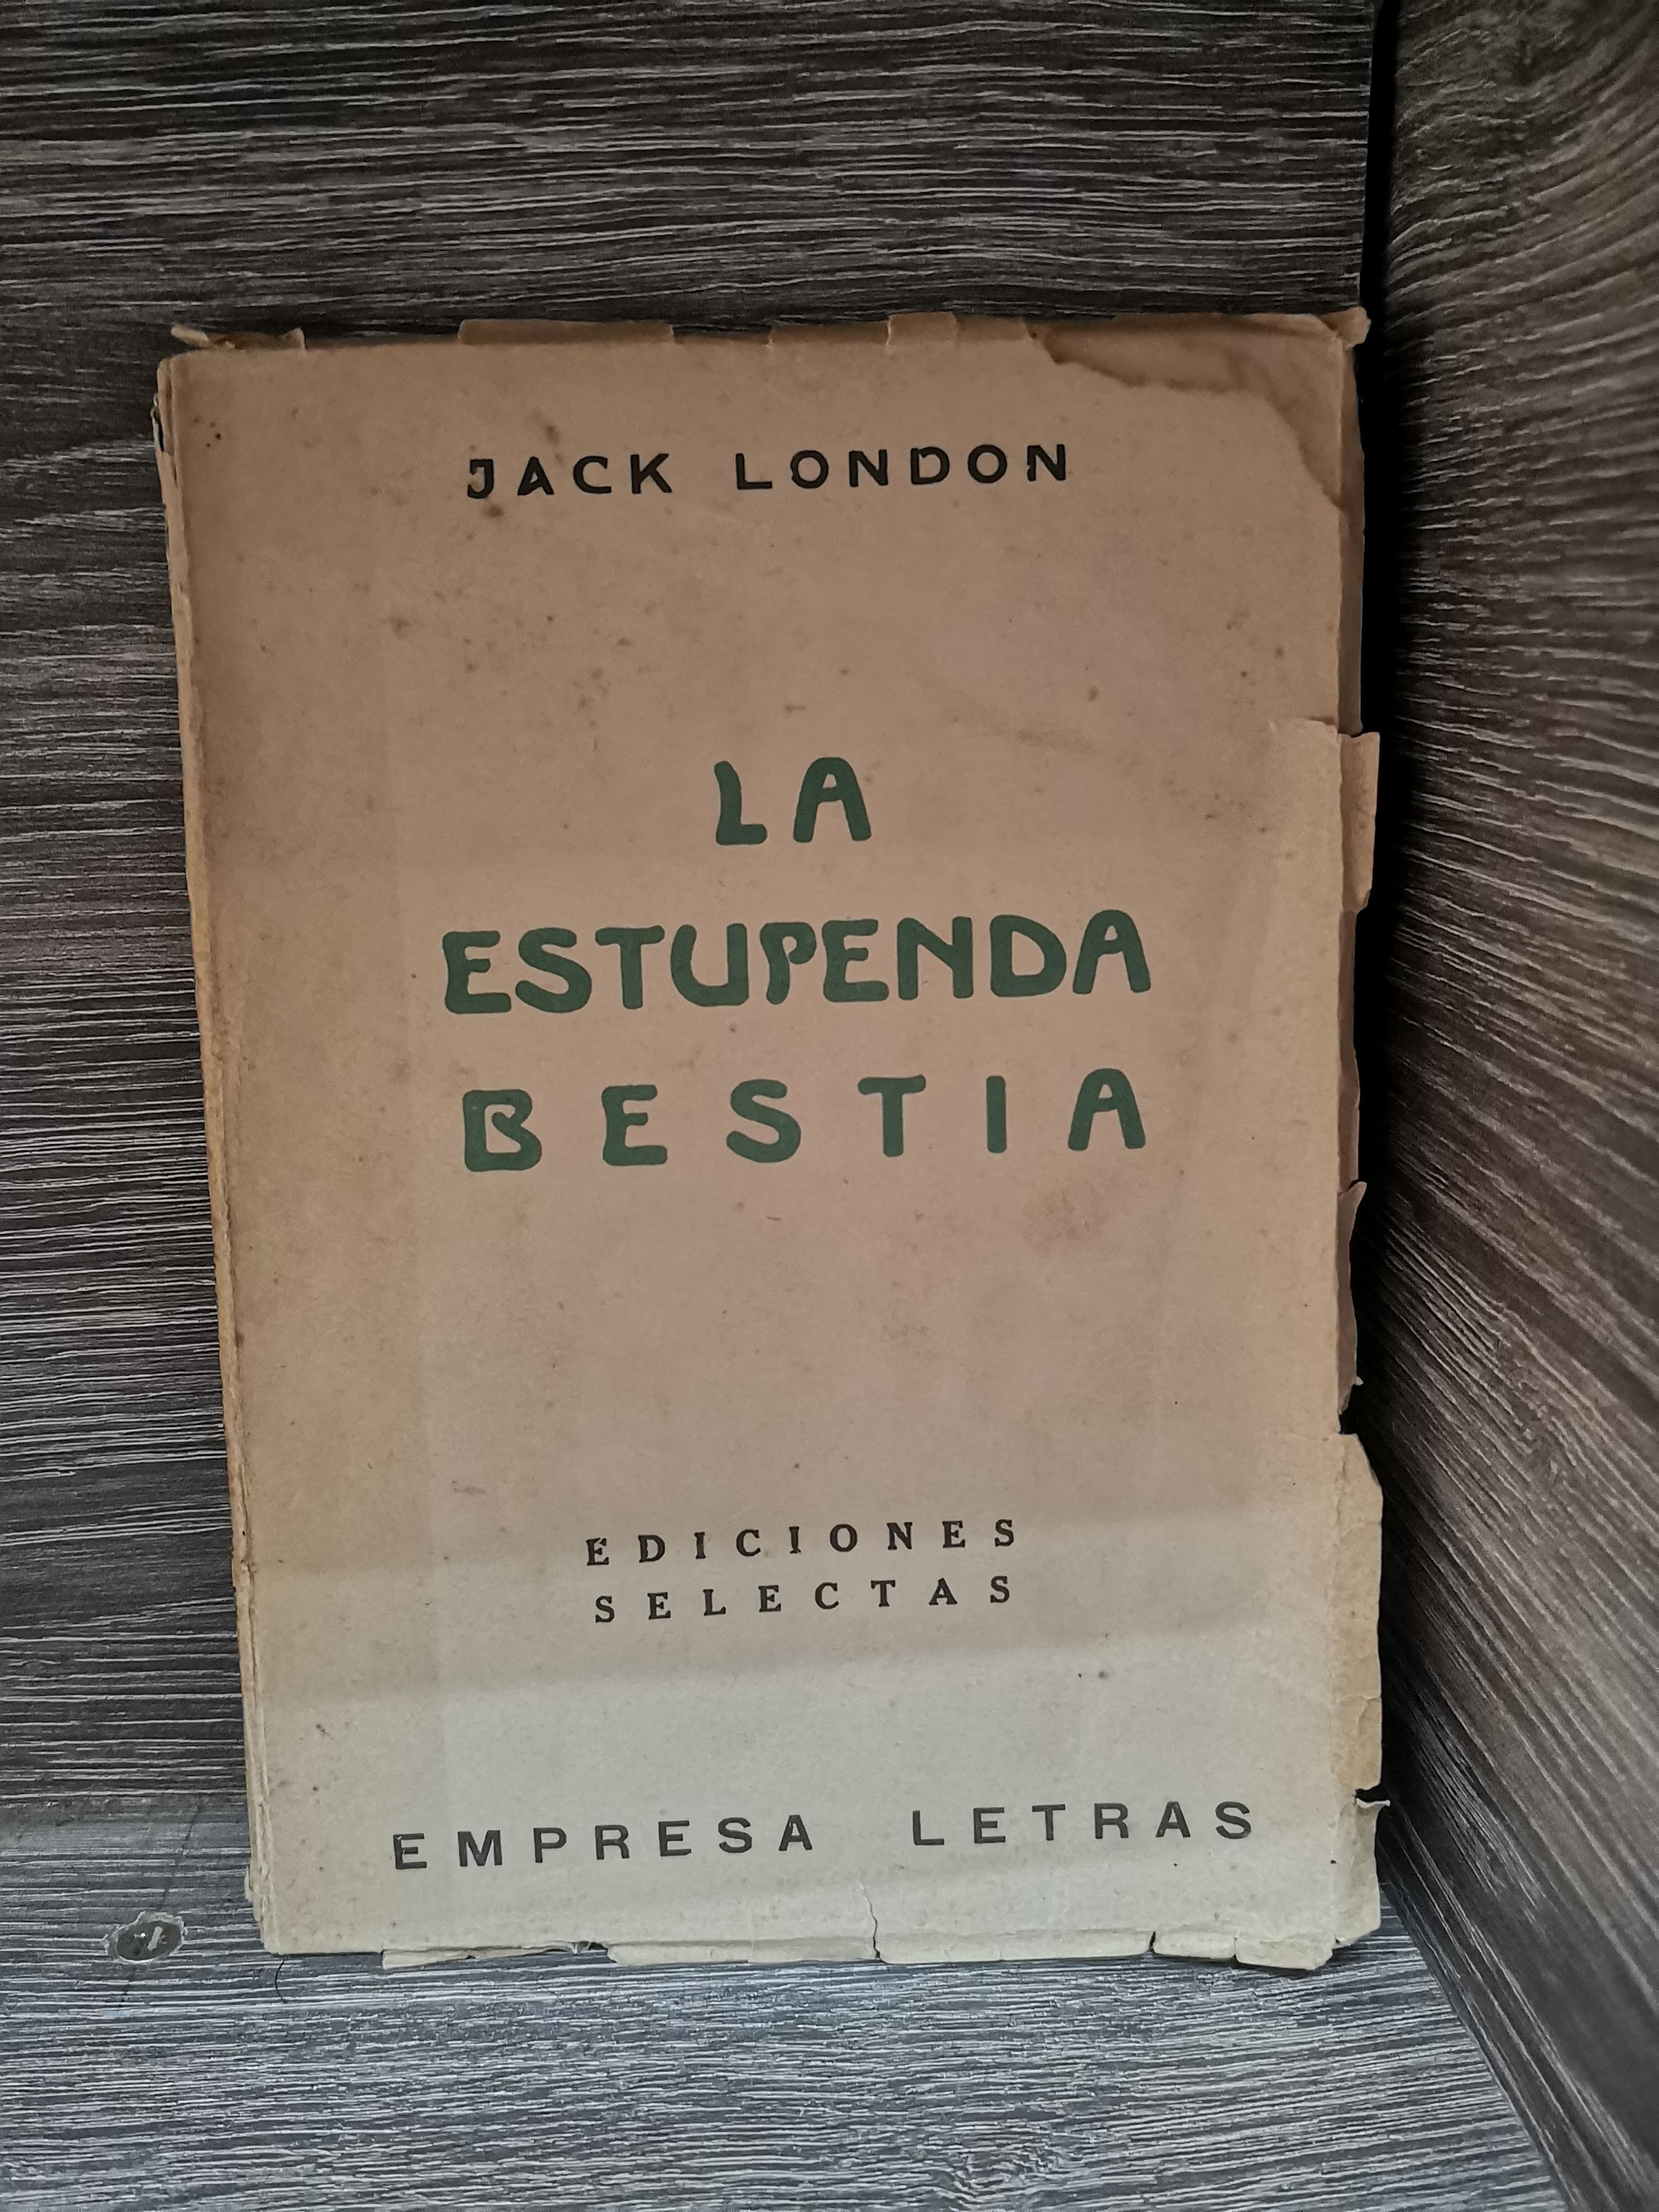 JACK LONDON
LA
ESTUPENDA
BESTIA
EDICIONES
SELECTAS
EMPRESA LETRAS